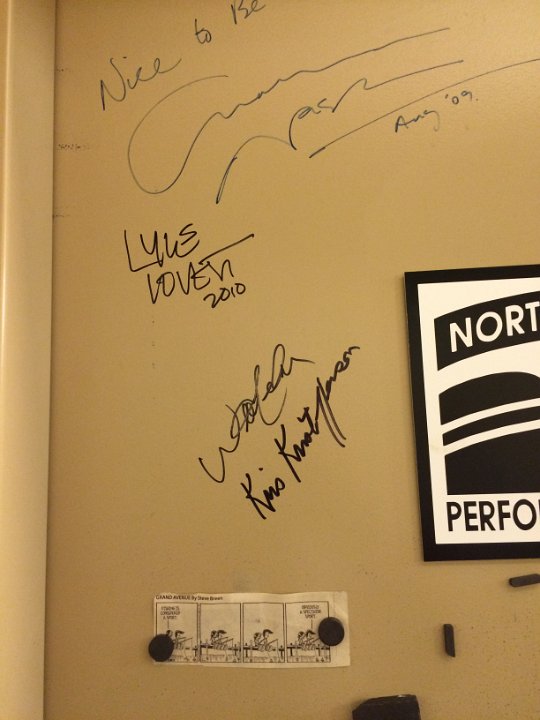 Nice to Be
Graham
Nash
Aug '09.
LYLE
LOVETT
2010
Kris Kristofferson
NORT
PERFO
GRAND AVENUE By Steve Breen